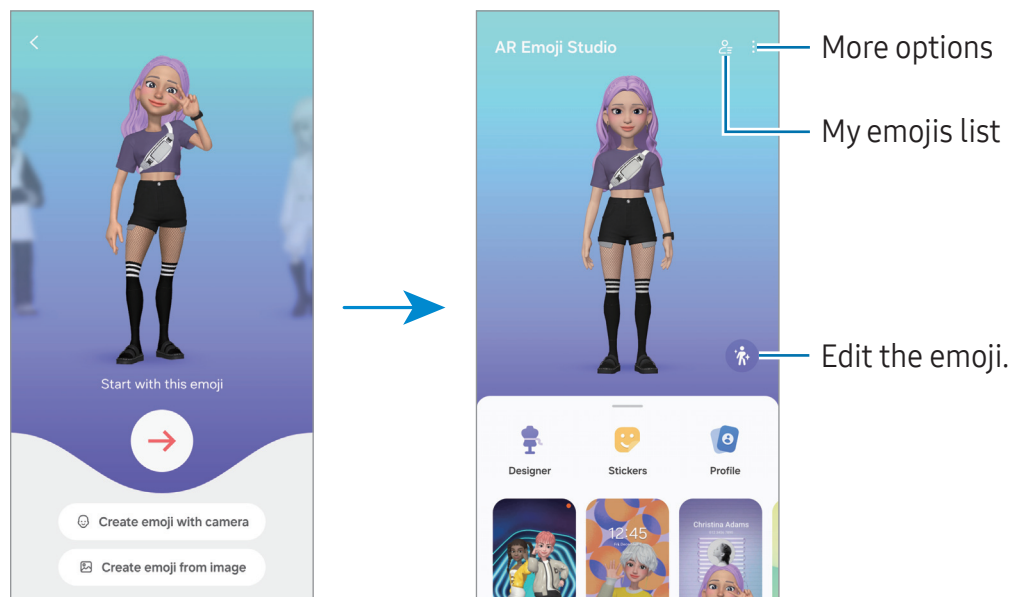 Start with this emoji
Create emoji with camera
Create emoji from image
AR Emoji Studio
More options
My emojis list
Edit the emoji.
Designer
Stickers
Profile
12:45
Christina Adams